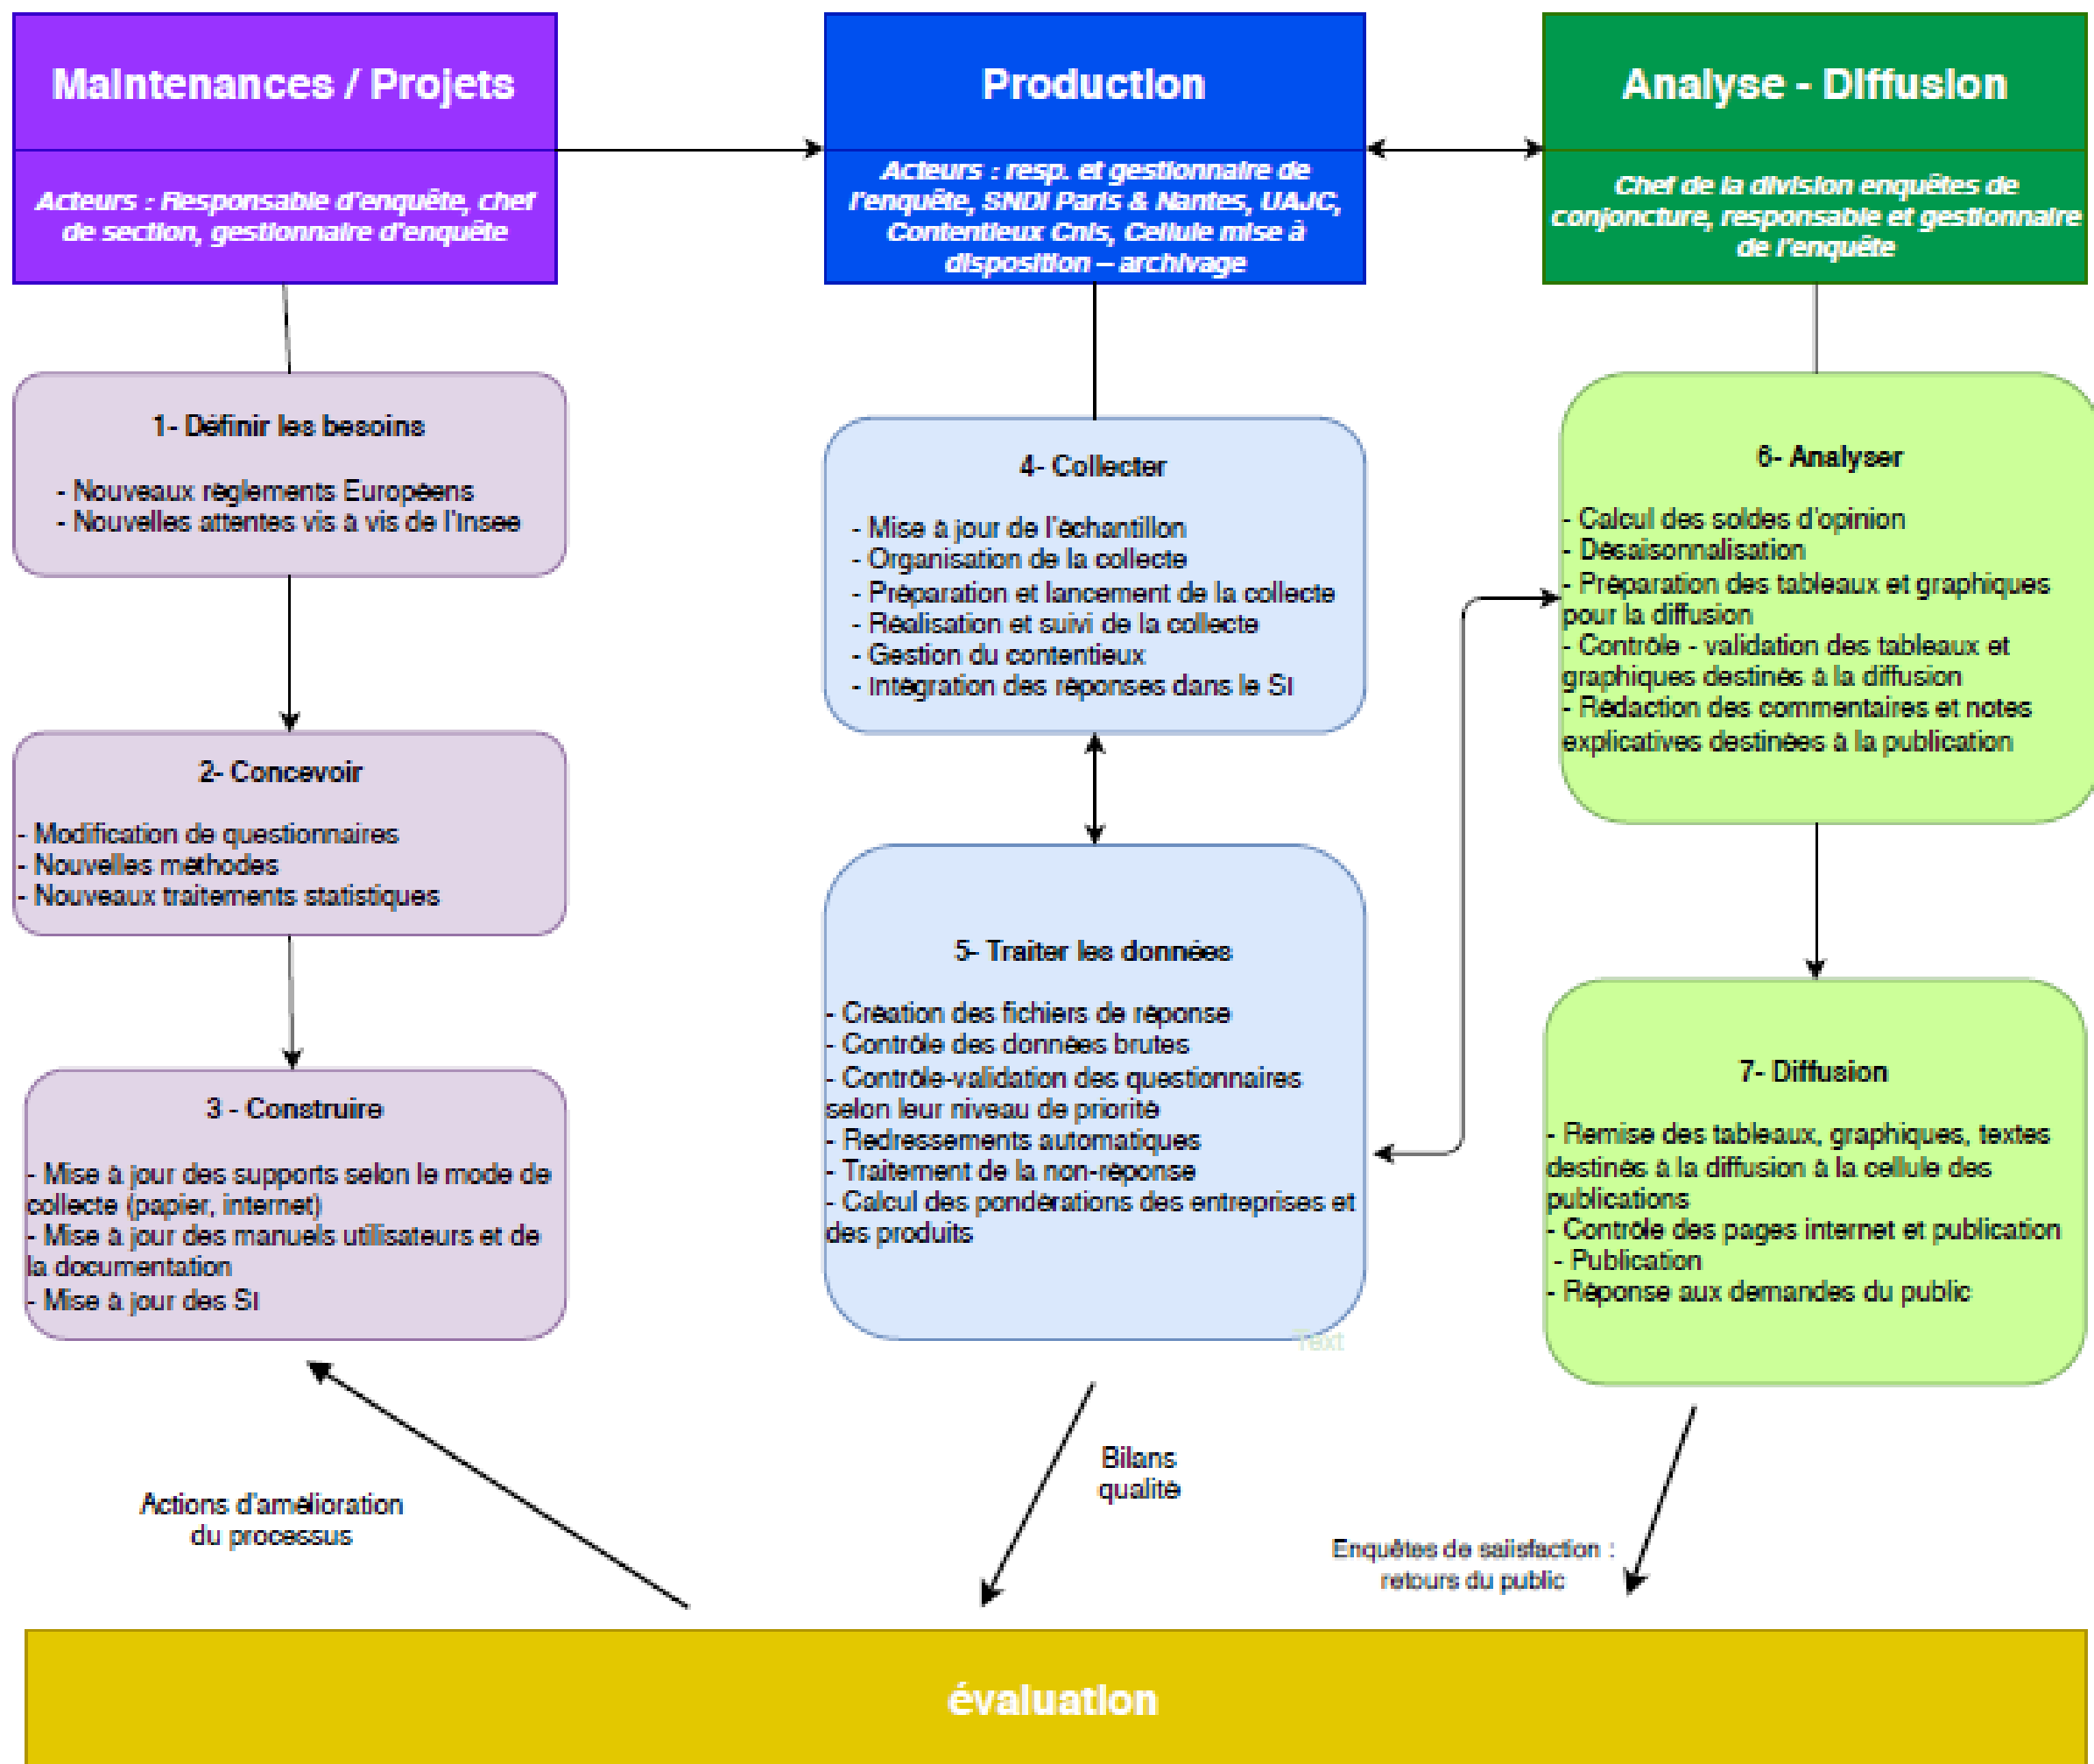 Maintenances / Projets
Acteurs : Responsable d'enquête, chef
de section, gestionnaire d'enquête
Production
Acteurs : resp. et gestionnaire de
l'enquête, SNDI Paris & Nantes, UAJC,
Contentieux Cnis, Cellule mise à
disposition – archivage
Analyse - Diffusion
Chef de la division enquêtes de
conjoncture, responsable et gestionnaire
de l'enquête
1- Définir les besoins
- Nouveaux règlements Européens
- Nouvelles attentes vis à vis de l'Insee
2- Concevoir
- Modification de questionnaires
- Nouvelles méthodes
- Nouveaux traitements statistiques
3 - Construire
- Mise à jour des supports selon le mode de
collecte (papier, internet)
- Mise à jour des manuels utilisateurs et de
la documentation
- Mise à jour des SI
4- Collecter
- Mise à jour de l'échantillon
- Organisation de la collecte
- Préparation et lancement de la collecte
- Réalisation et suivi de la collecte
- Gestion du contentieux
- Intégration des réponses dans le SI
5- Traiter les données
- Création des fichiers de réponse
- Contrôle des données brutes
- Contrôle-validation des questionnaires
selon leur niveau de priorité
- Redressements automatiques
- Traitement de la non-réponse
- Calcul des pondérations des entreprises et
des produits
Text
6- Analyser
- Calcul des soldes d'opinion
- Désaisonnalisation
- Préparation des tableaux et graphiques
pour la diffusion
- Contrôle - validation des tableaux et
graphiques destinés à la diffusion
- Rédaction des commentaires et notes
explicatives destinées à la publication
7- Diffusion
- Remise des tableaux, graphiques, textes
destinés à la diffusion à la cellule des
publications
- Contrôle des pages internet et publication
- Publication
- Réponse aux demandes du public
Actions d'amélioration
du processus
Bilans
qualité
Enquêtes de saiisfaction :
retours du public
évaluation